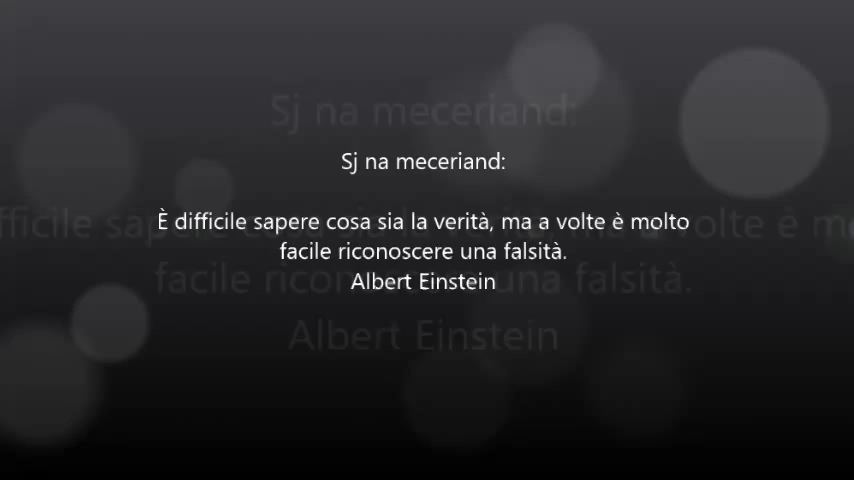 Sj na meceriand:
È difficile sapere cosa sia la verità, ma a volte è molto
facile riconoscere una falsità.
Albert Einstein